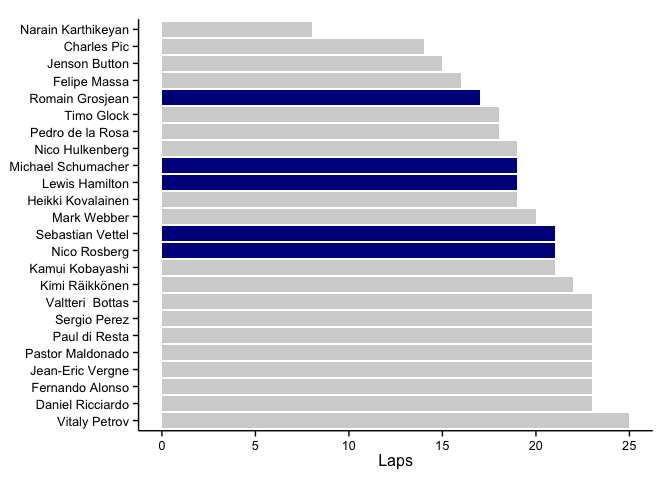 Narain Karthikeyan
Charles Pic
Jenson Button
Felipe Massa
Romain Grosjean
Timo Glock
Pedro de la Rosa
Nico Hulkenberg
Michael Schumacher
Lewis Hamilton
Heikki Kovalainen
Mark Webber
Sebastian Vettel
Nico Rosberg
Kamui Kobayashi
Kimi Räikkönen
Valtteri  Bottas
Sergio Perez
Paul di Resta
Pastor Maldonado
Jean-Eric Vergne
Fernando Alonso
Daniel Ricciardo
Vitaly Petrov
0 5 10 15 20 25
Laps